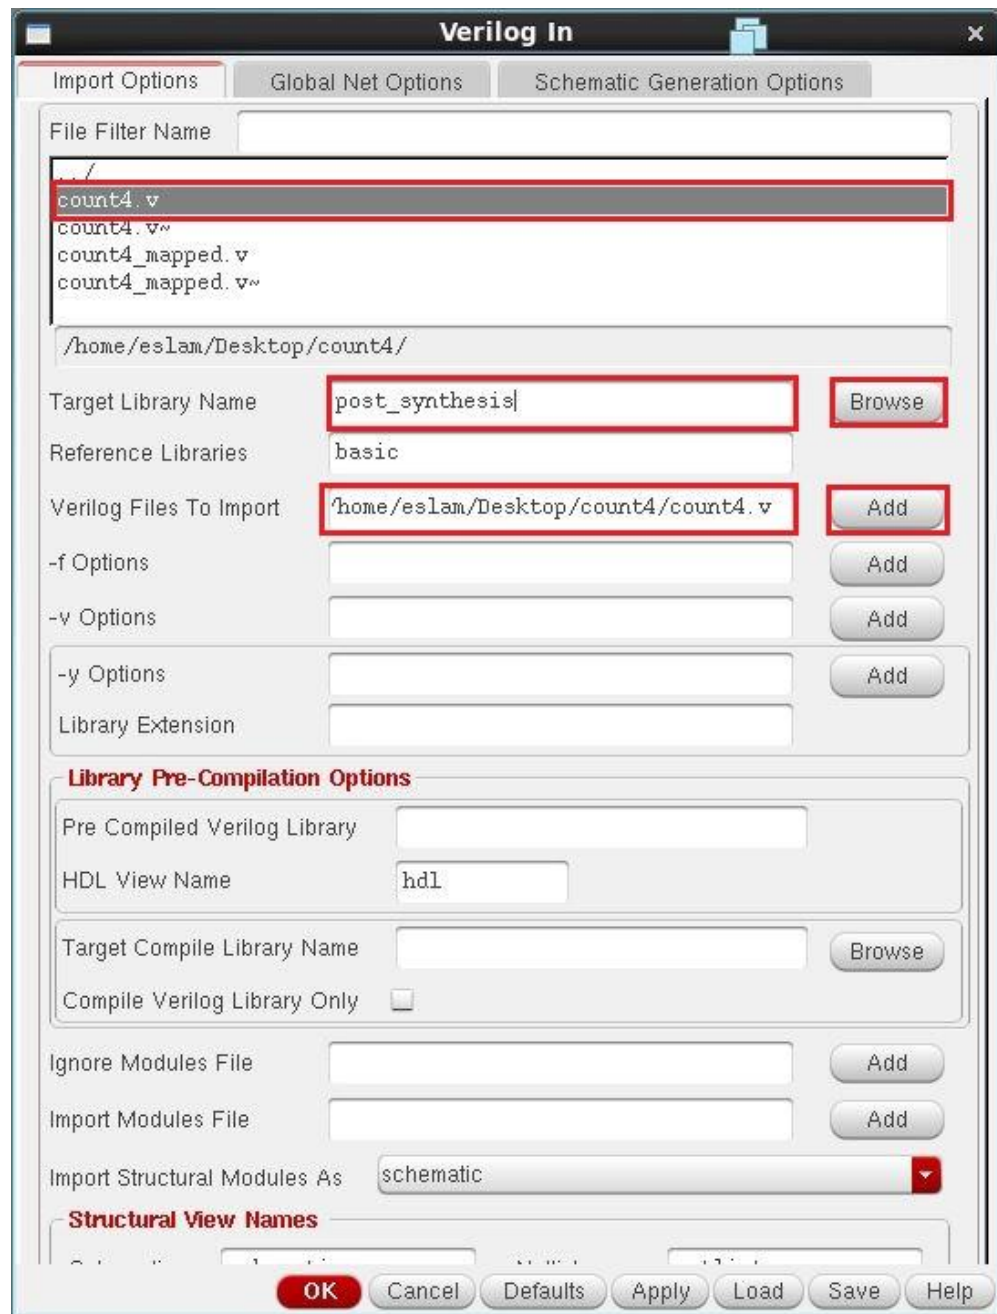 Verilog In
Import Options Global Net Options Schematic Generation Options
File Filter Name
../
count4.v
count4.v~
count4_mapped.v
count4_mapped.v~
/home/eslam/Desktop/count4/
Target Library Name post_synthesis Browse
Reference Libraries basic
Verilog Files To Import /home/eslam/Desktop/count4/count4.v Add
-f Options Add
-v Options Add
-y Options Add
Library Extension
Library Pre-Compilation Options
Pre Compiled Verilog Library
HDL View Name hdl
Target Compile Library Name Browse
Compile Verilog Library Only
Ignore Modules File Add
Import Modules File Add
Import Structural Modules As schematic
Structural View Names
OK Cancel Defaults Apply Load Save Help